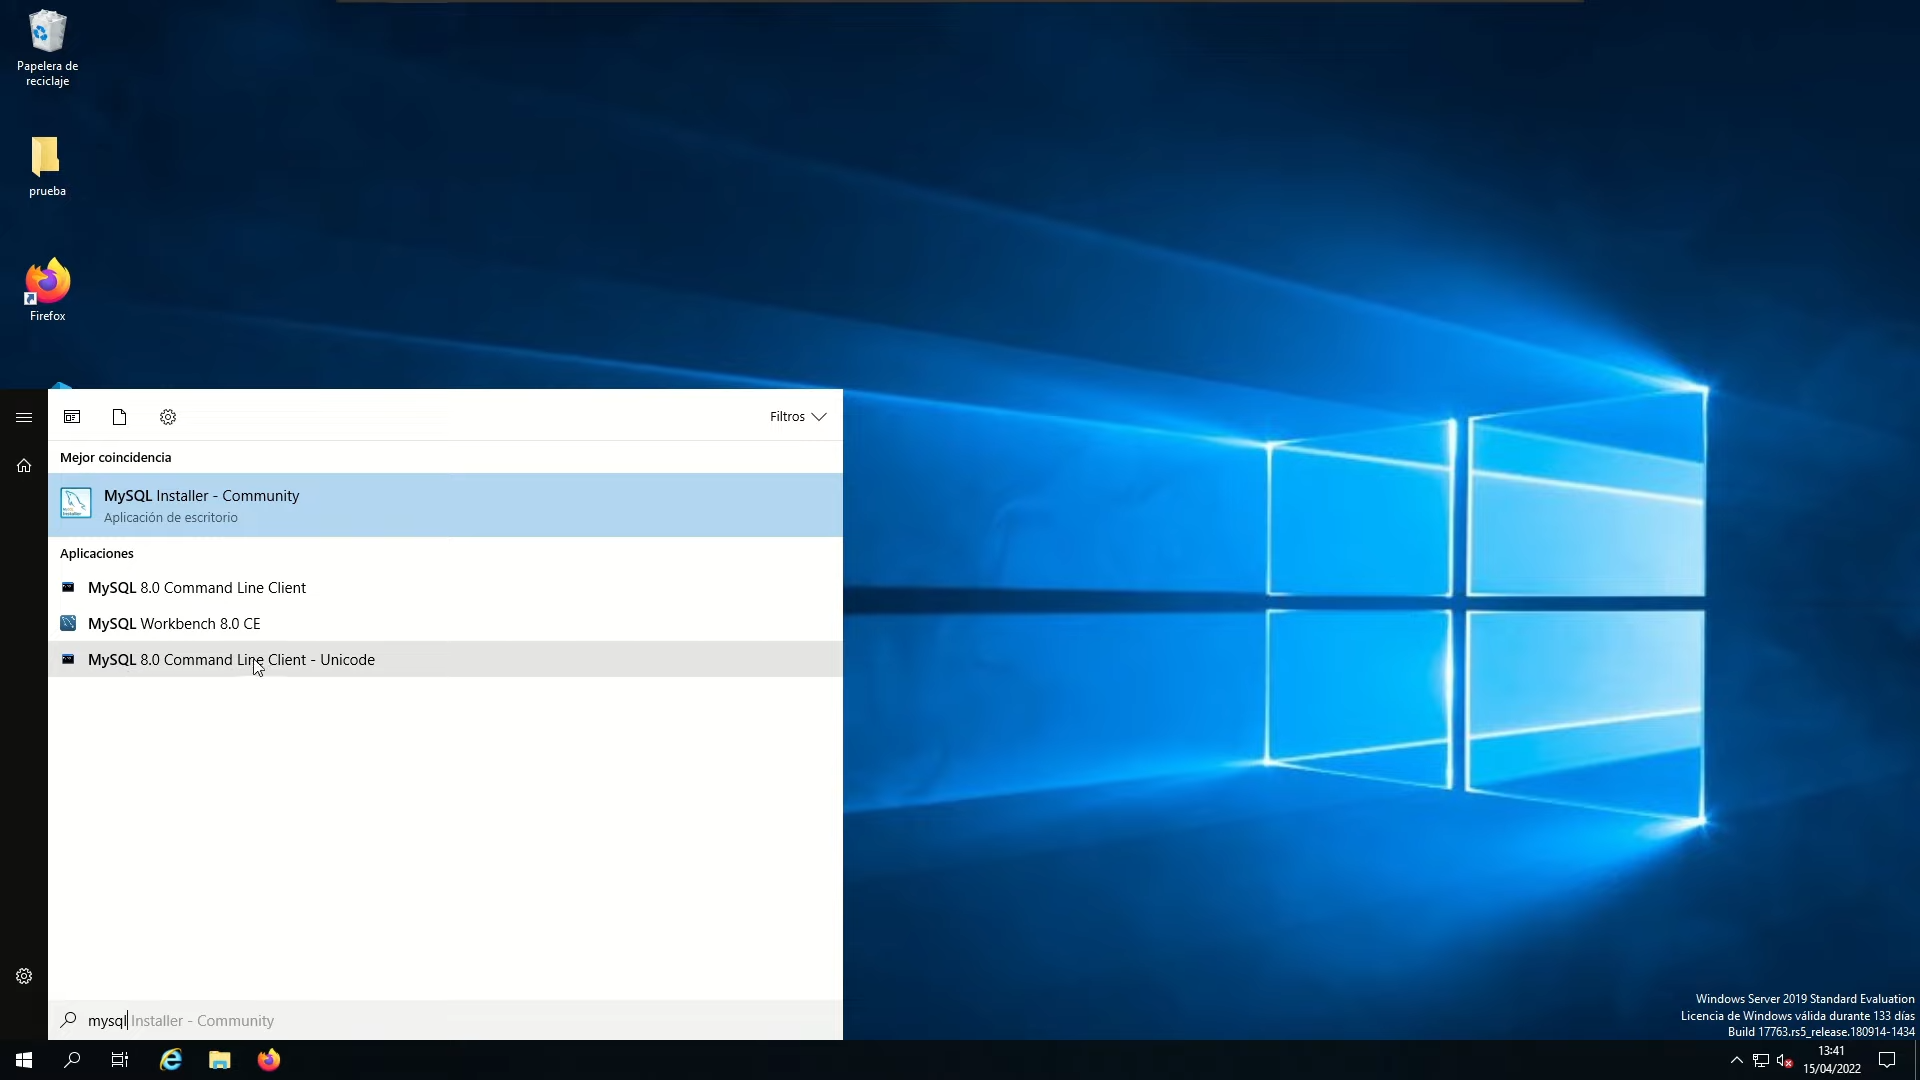 Papelera de
reciclaje
prueba
Firefox
Filtros
Mejor coincidencia
MySQL Installer - Community
Aplicación de escritorio
Aplicaciones
MySQL 8.0 Command Line Client
MySQL Workbench 8.0 CE
MySQL 8.0 Command Line Client - Unicode
mysql Installer - Community
Windows Server 2019 Standard Evaluation
Licencia de Windows válida durante 133 días
Build 17763.rs5_release.180914-1434
13:41
15/04/2022